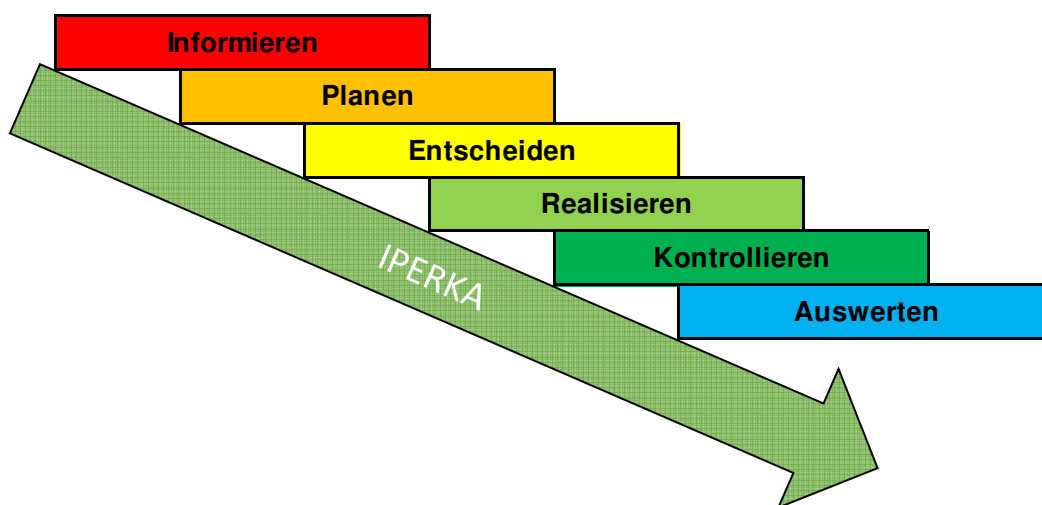 Informieren
Planen
Entscheiden
Realisieren
Kontrollieren
Auswerten
IPERKA